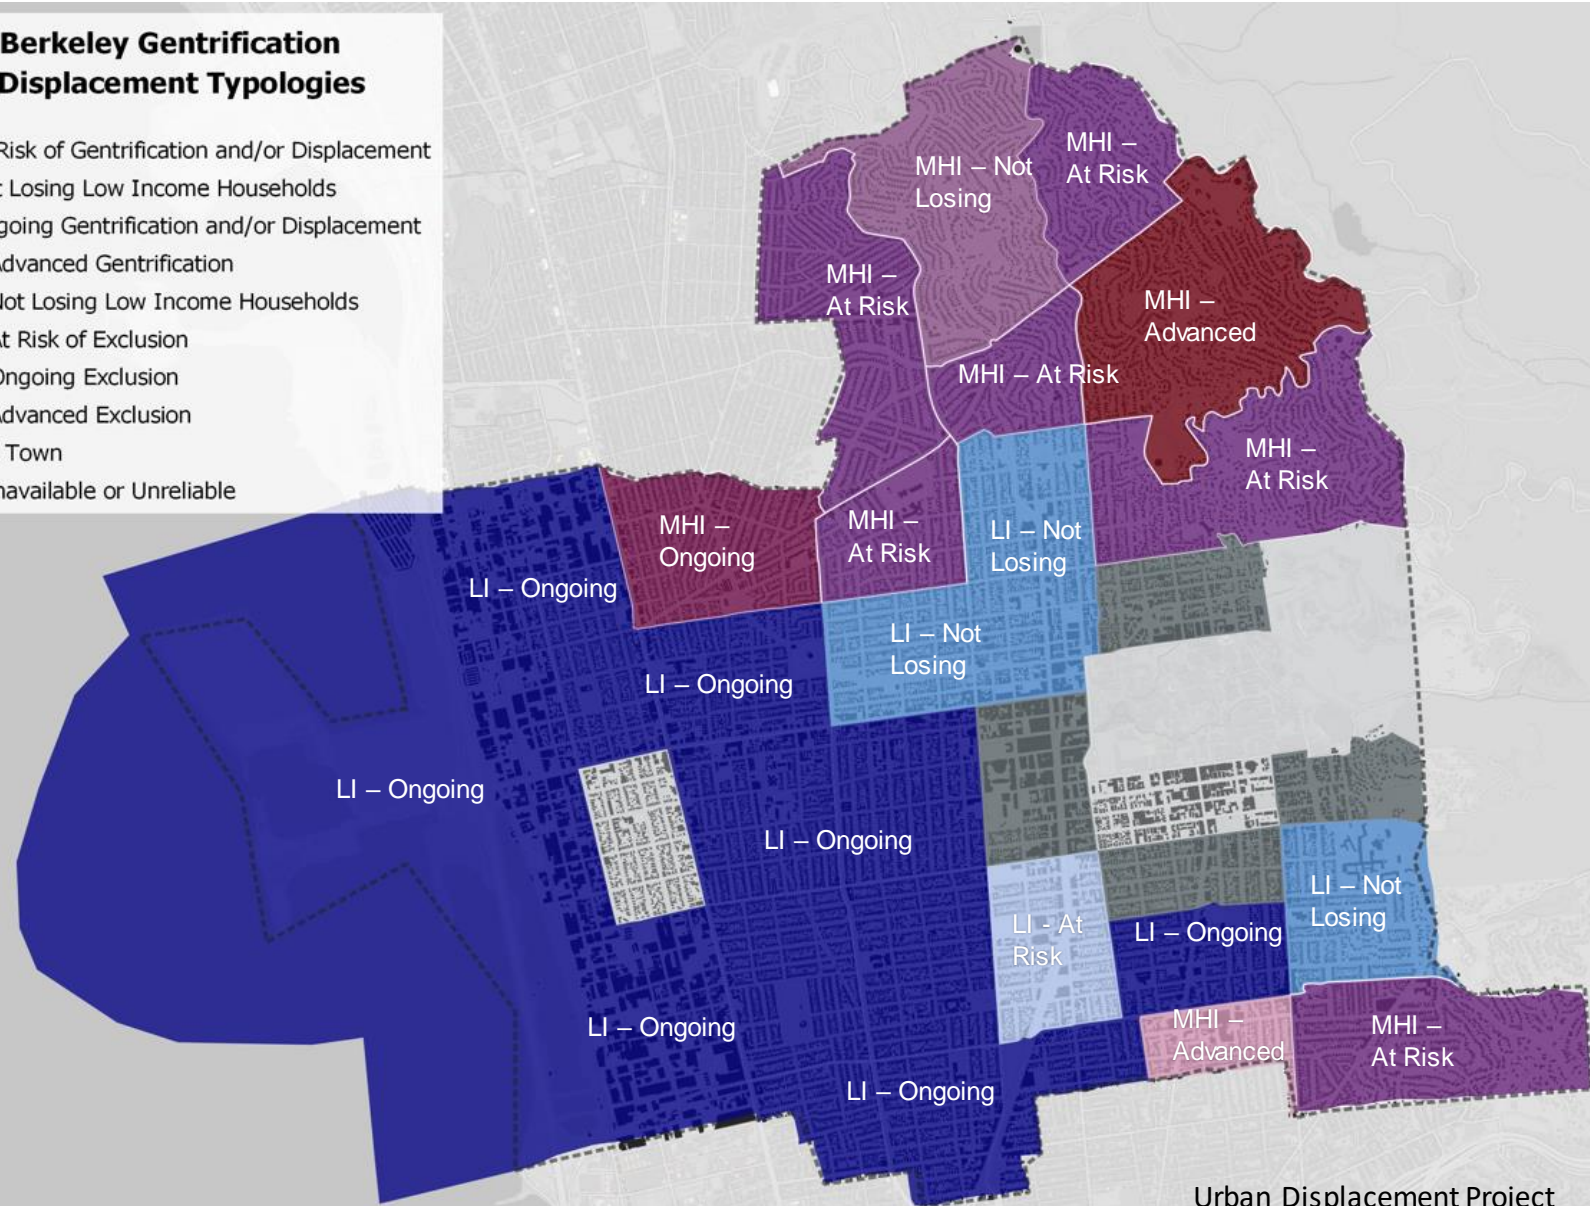 Berkeley Gentrification
Displacement Typologies
Risk of Gentrification and/or Displacement
Losing Low Income Households
going Gentrification and/or Displacement
Advanced Gentrification
Not Losing Low Income Households
At Risk of Exclusion
Ongoing Exclusion
Advanced Exclusion
Town
navailable or Unreliable
MHI – Not
Losing
MHI –
At Risk
MHI –
At Risk
MHI –
Advanced
MHI – At Risk
MHI –
At Risk
MHI –
Ongoing
MHI –
At Risk
LI – Not
Losing
LI – Ongoing
LI – Not
Losing
LI – Ongoing
LI – Ongoing
LI – Ongoing
LI – Not
Losing
LI - At
Risk
LI – Ongoing
LI – Ongoing
MHI –
Advanced
MHI –
At Risk
LI – Ongoing
Urban Displacement Project